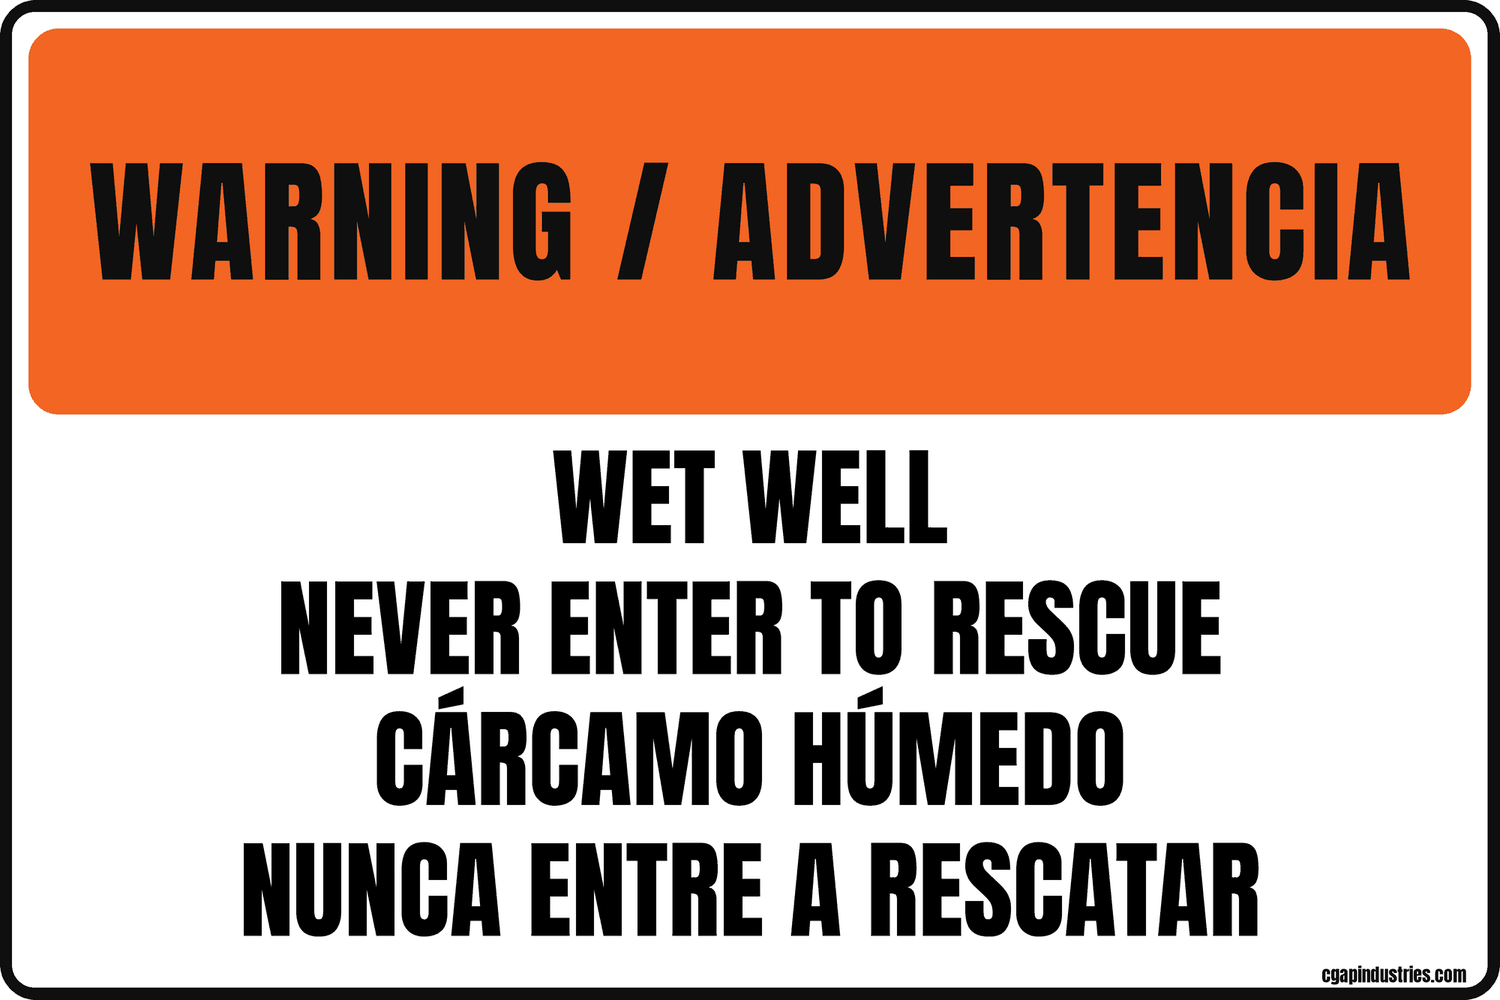 WARNING / ADVERTENCIA
WET WELL
NEVER ENTER TO RESCUE
CÁRCAMO HÚMEDO
NUNCA ENTRE A RESCATAR
cgapindustries.com